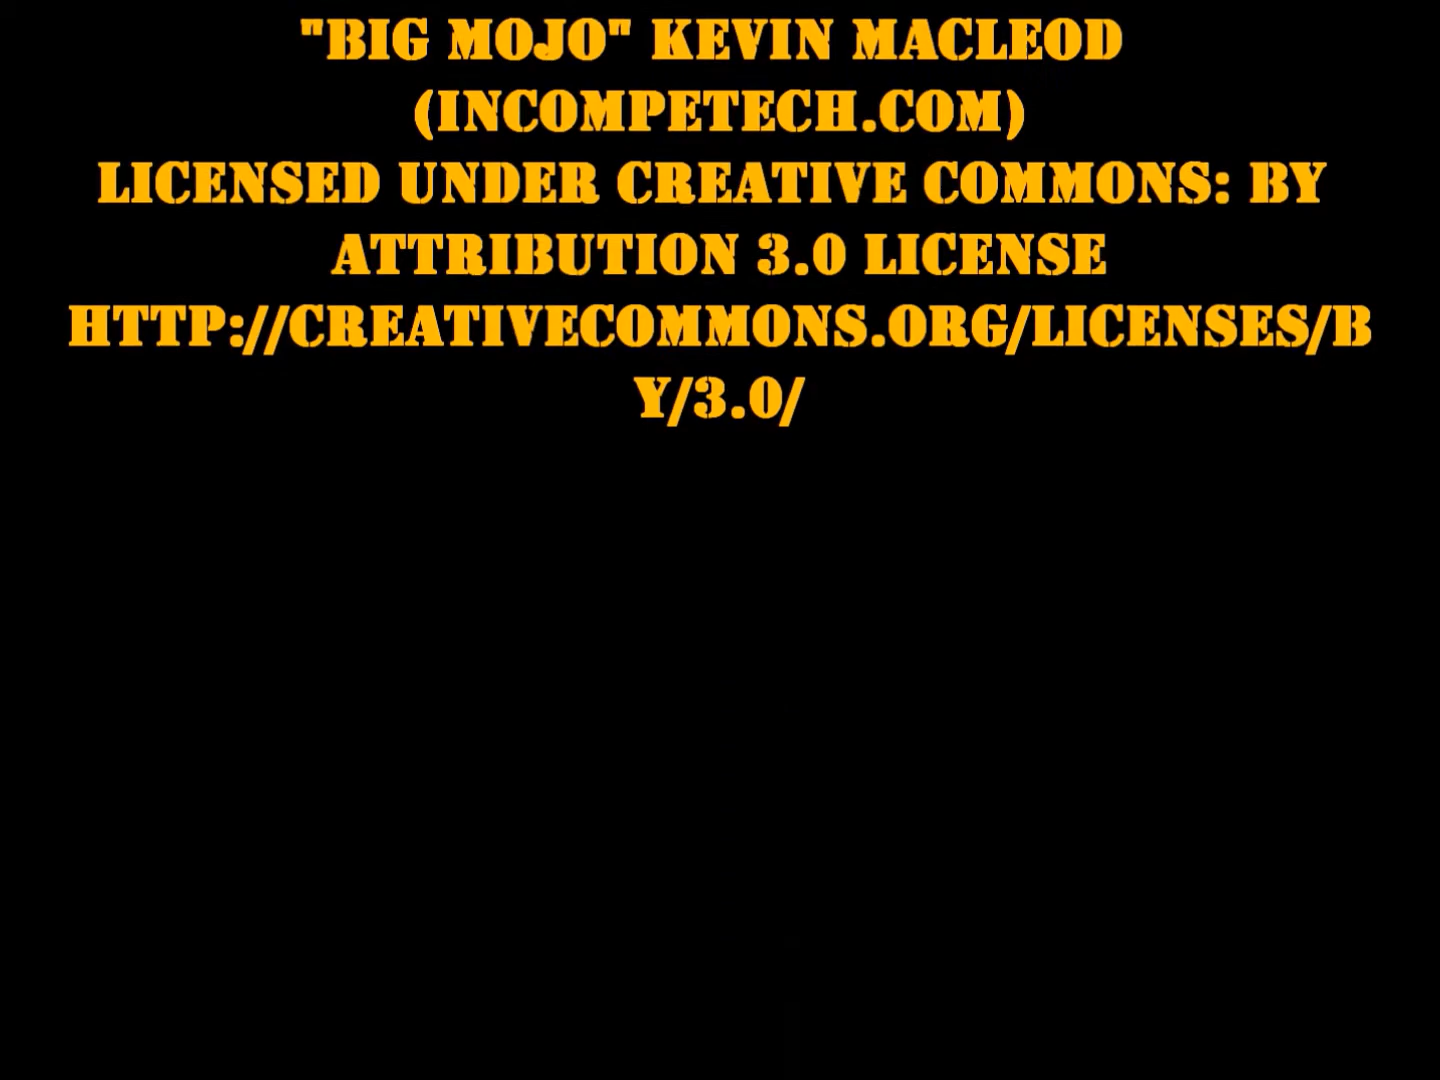 "BIG MOJO" KEVIN MACLEOD
(INCOMPETECH.COM)
LICENSED UNDER CREATIVE COMMONS: BY
ATTRIBUTION 3.0 LICENSE
HTTP://CREATIVECOMMONS.ORG/LICENSES/B
Y/3.0/